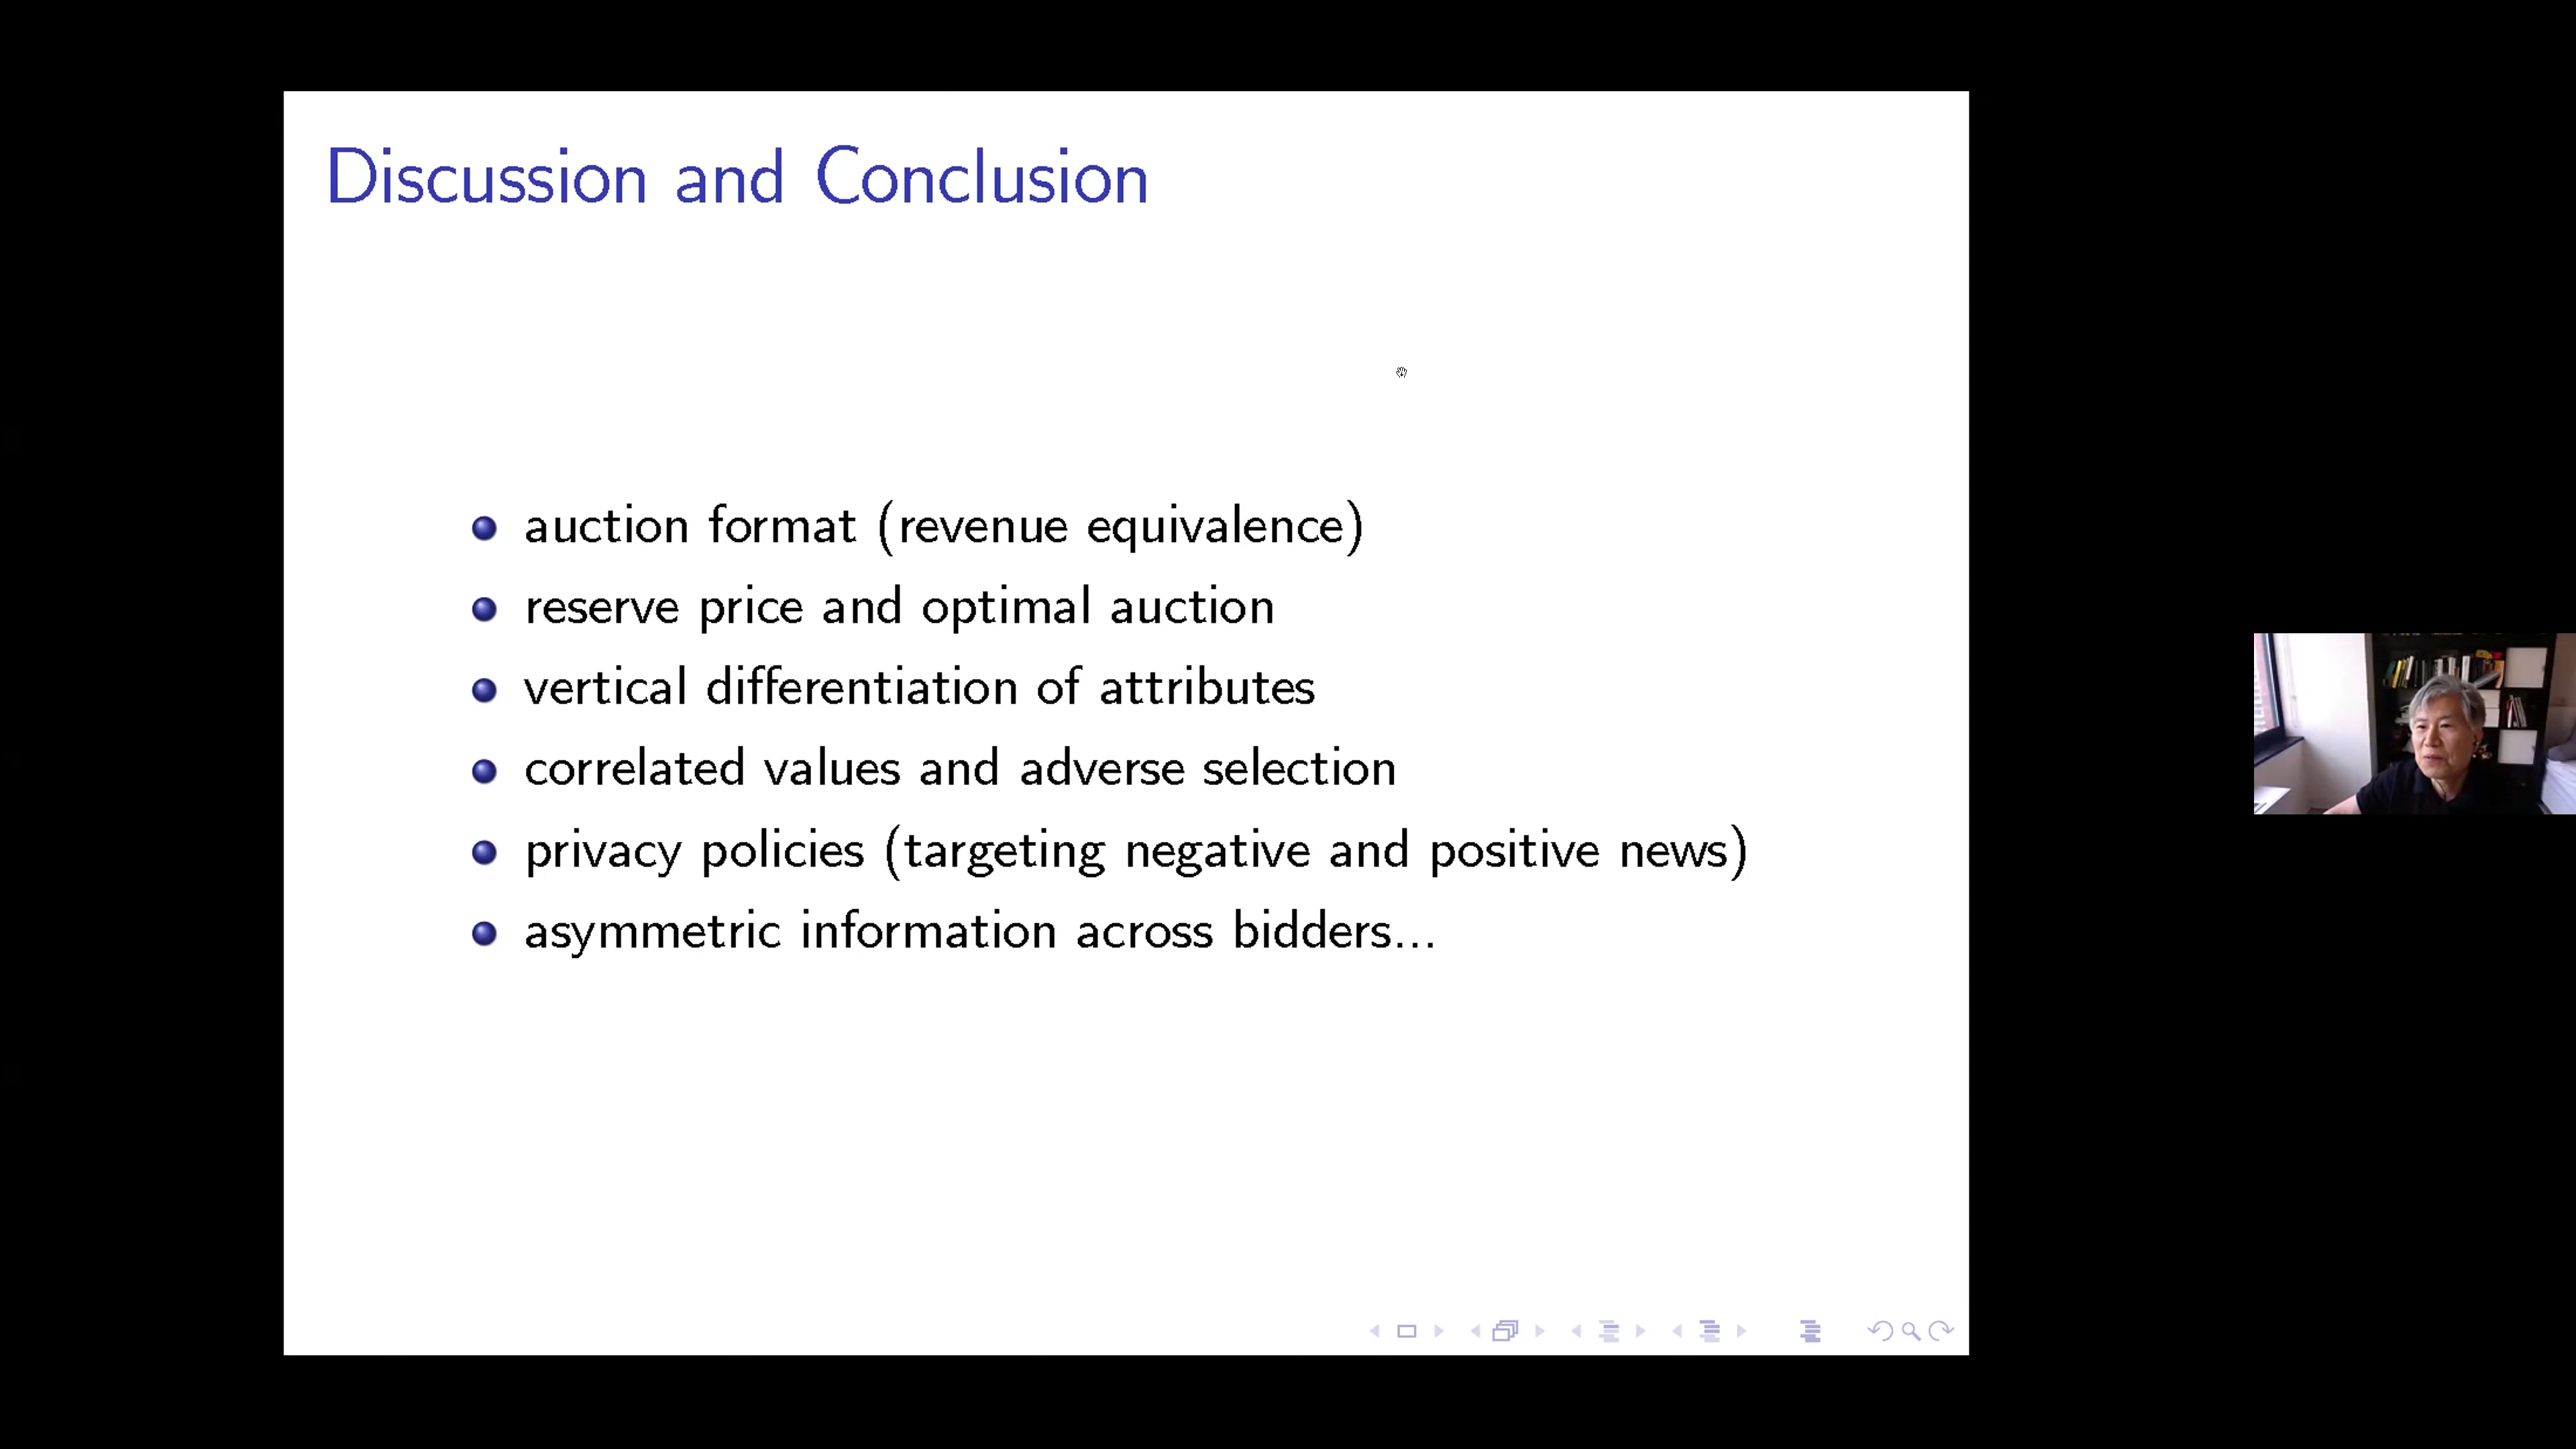 Discussion and Conclusion
auction format (revenue equivalence)
reserve price and optimal auction
vertical differentiation of attributes
correlated values and adverse selection
privacy policies (targeting negative and positive news)
asymmetric information across bidders...